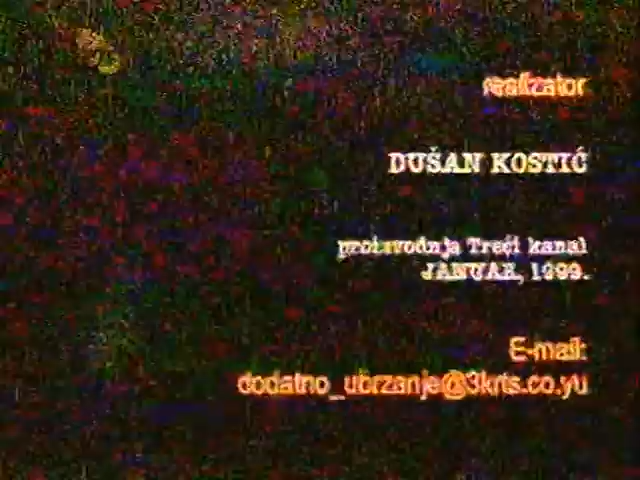 realizator
DUŠAN KOSTIĆ
proizvodnja Treći kanal
JANUAR, 1999.
E-mail:
dodatno_ubrzanje@3krts.co.yu